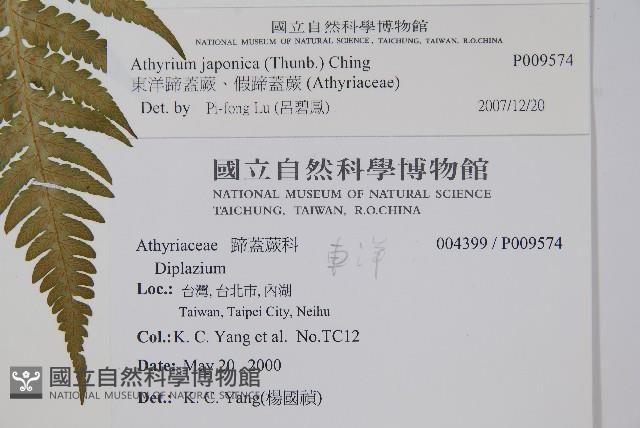 國立自然科學博物館
NATIONAL MUSEUM OF NATURAL SCIENCE, TAICHUNG, TAIWAN, R.O.CHINA
Athyrium japonica (Thunb.) Ching P009574
東洋蹄蓋蕨、假蹄蓋蕨 (Athyriaceae)
Det. by Pi-fong Lu (呂碧鳳) 2007/12/20
國立自然科學博物館
NATIONAL MUSEUM OF NATURAL SCIENCE
TAICHUNG, TAIWAN, R.O.CHINA
Athyriaceae 蹄蓋蕨科 東洋 004399 / P009574
Diplazium
Loc.: 台灣, 台北市, 內湖
Taiwan, Taipei City, Neihu
Col.: K. C. Yang et al. No.TC12
Date: May 20, 2000
Det.: K. C. Yang(楊國禎)
國立自然科學博物館
NATIONAL MUSEUM OF NATURAL SCIENCE